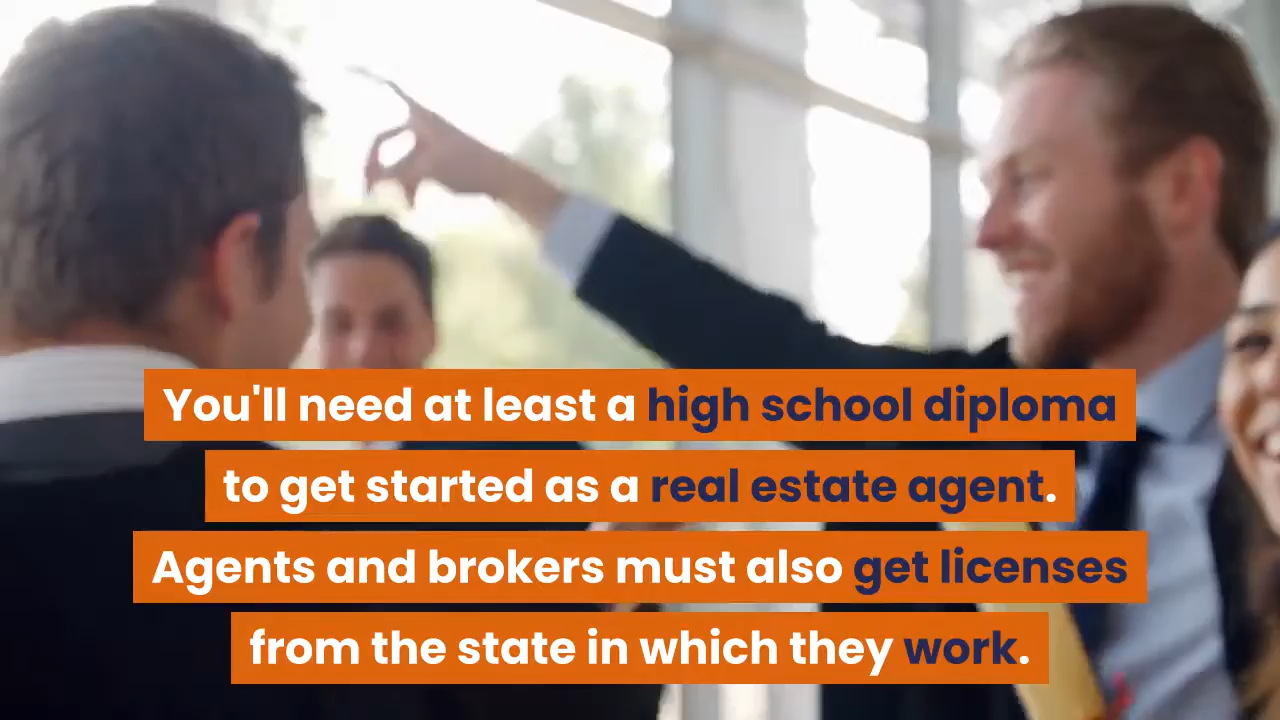 You'll need at least a high school diploma
to get started as a real estate agent.
Agents and brokers must also get licenses
from the state in which they work.